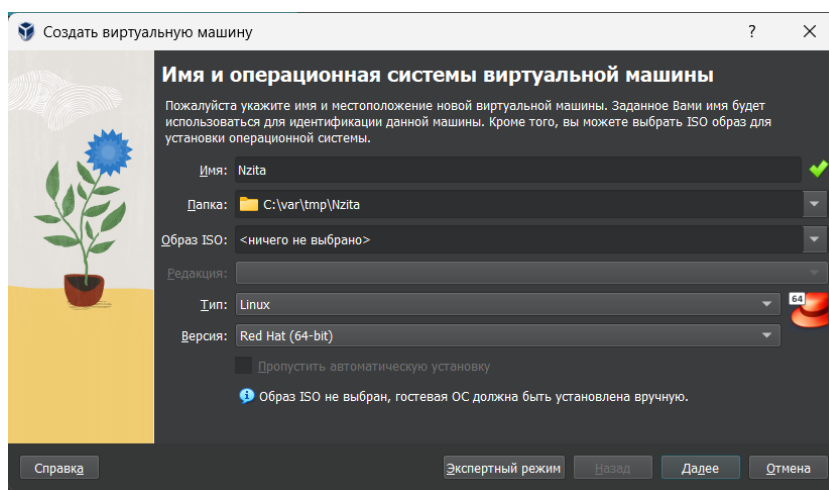 Создать виртуальную машину
?
Имя и операционная системы виртуальной машины
Пожалуйста укажите имя и местоположение новой виртуальной машины. Заданное Вами имя будет
использоваться для идентификации данной машины. Кроме того, вы можете выбрать ISO образ для
установки операционной системы.
Имя: Nzita
Папка: C:\var\tmp\Nzita
Образ ISO: <ничего не выбрано>
Редакция:
Тип: Linux
64
Версия: Red Hat (64-bit)
Пропустить автоматическую установку
Образ ISO не выбран, гостевая ОС должна быть установлена вручную.
Справка Экспертный режим Назад Далее Отмена